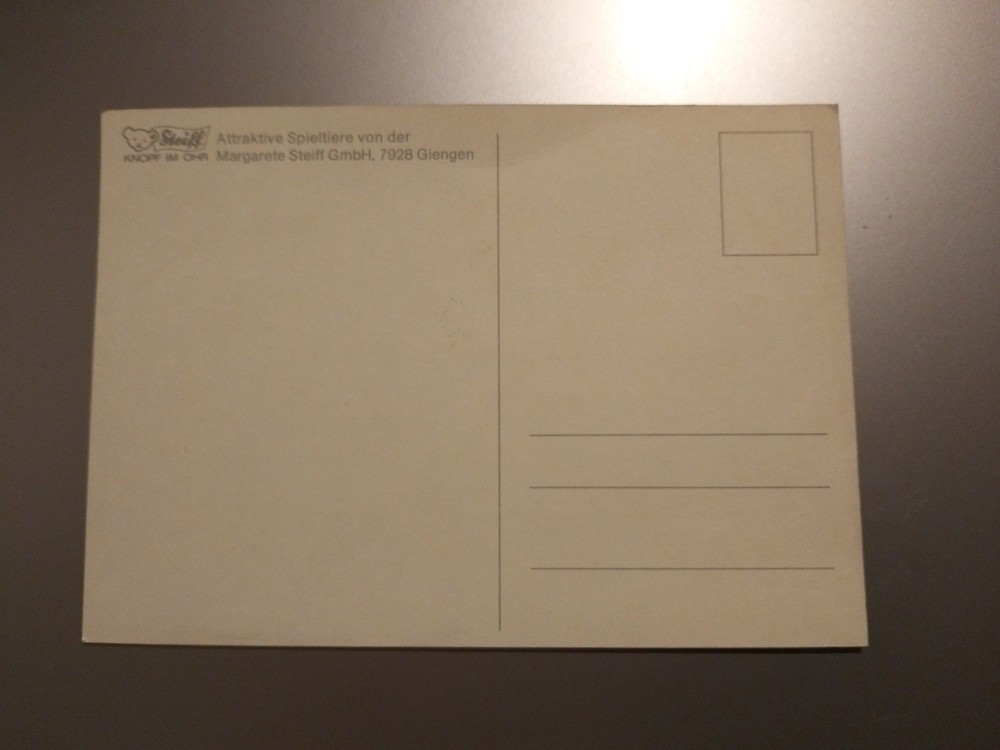 Steiff
KNOPF IM OHR
Attraktive Spieltiere von der
Margarete Steiff GmbH, 7928 Giengen